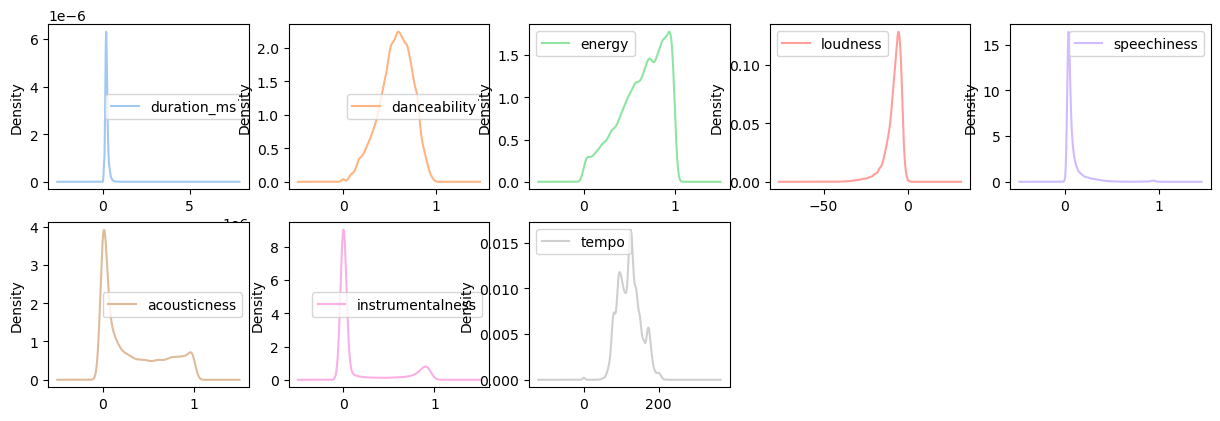 1e−6
6
4
2
0
Density
duration_ms
0
5
2.0
1.5
1.0
0.5
0.0
Density
danceability
0
1
1.5
1.0
0.5
0.0
Density
energy
0
1
0.10
0.05
0.00
Density
loudness
−50
0
15
10
5
0
Density
speechiness
0
1
4
3
2
1
0
Density
acousticness
0
1
8
6
4
2
0
Density
instrumentalness
0
1
0.015
0.010
0.005
0.000
Density
tempo
0
200